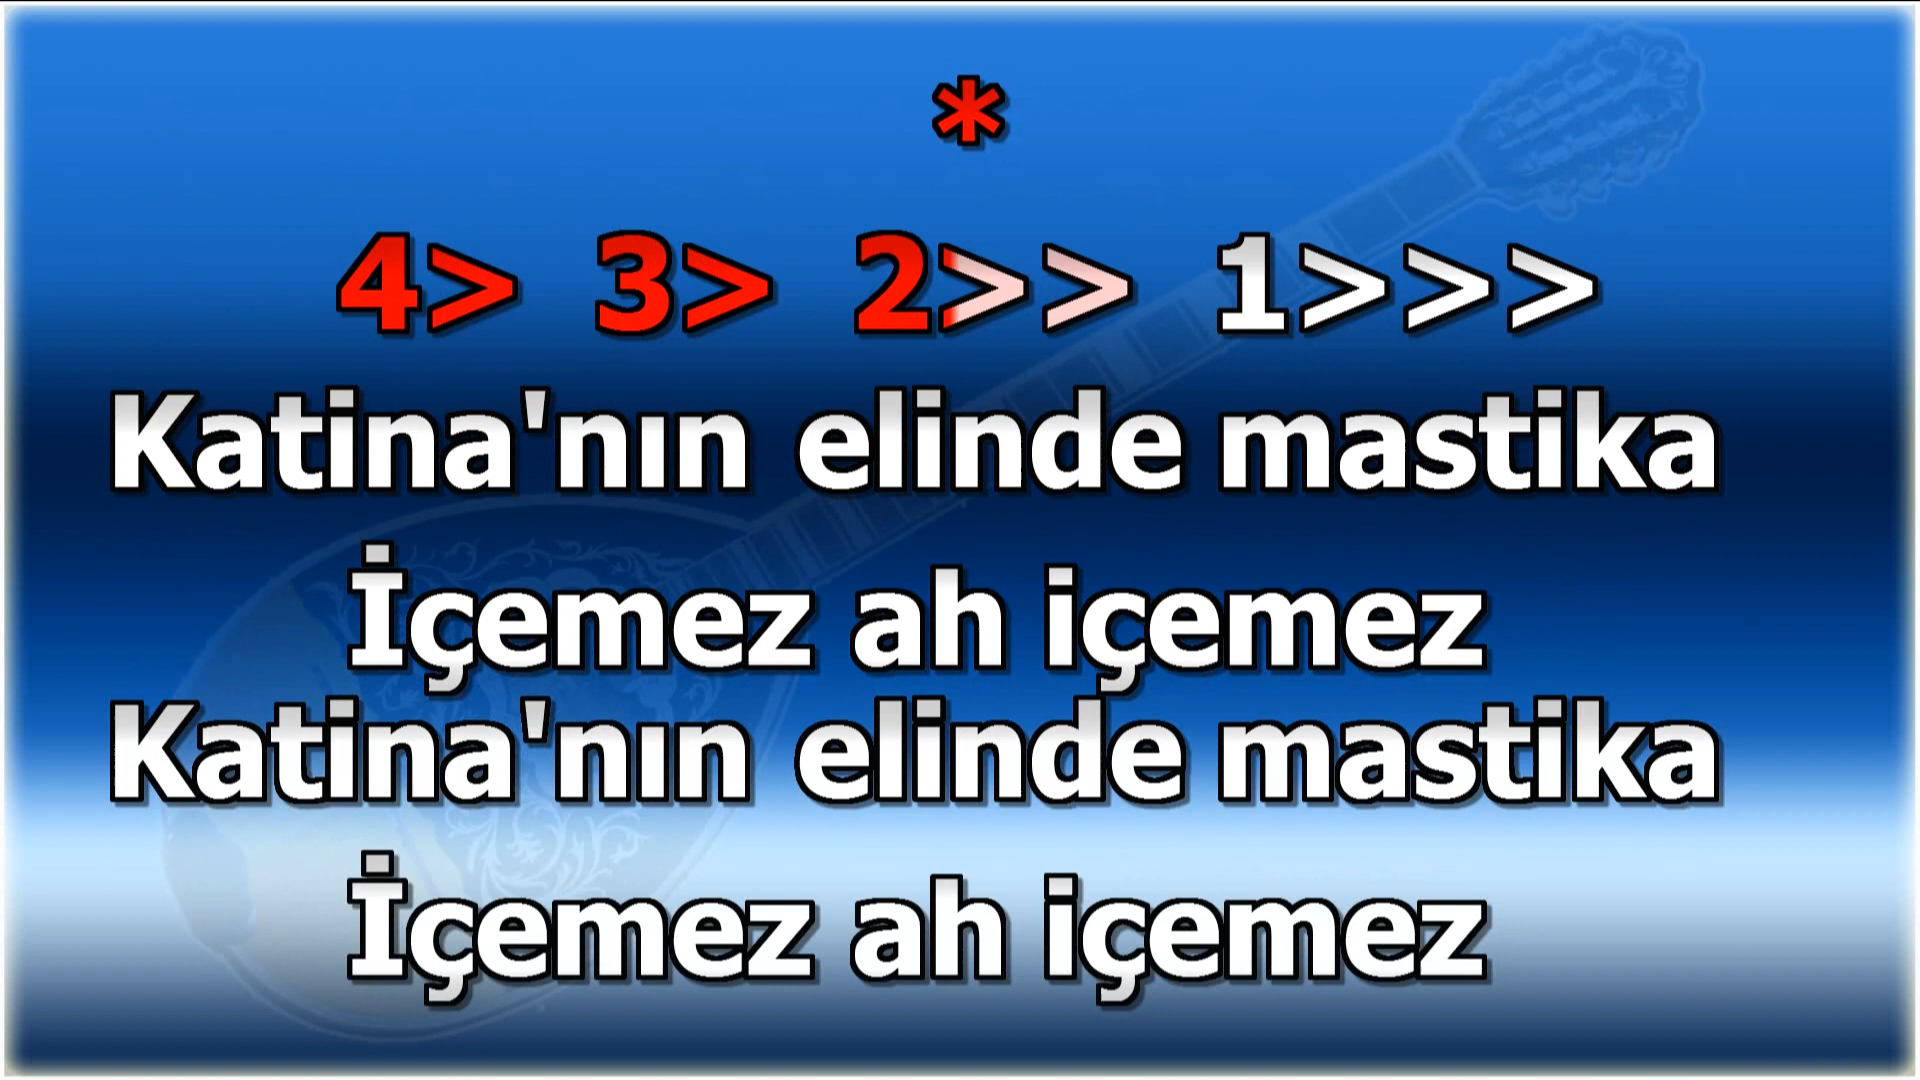 *
4> 3> 2>> 1>>>
Katina'nın elinde mastika
İçemez ah içemez
Katina'nın elinde mastika
İçemez ah içemez